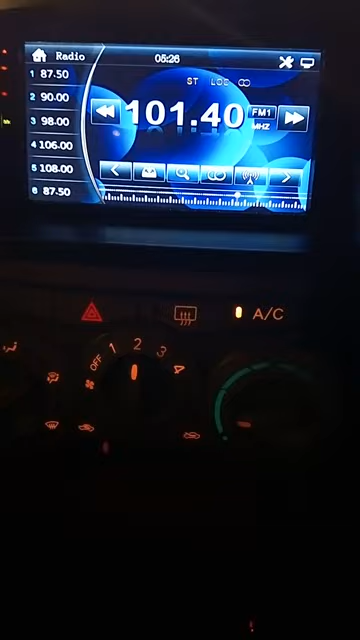 Radio 05:26
1 87.50
2 90.00
3 98.00
4 106.00
5 108.00
6 87.50
ST LOC
101.40 FM1
MHZ
A/C
OFF 1 2 3 4